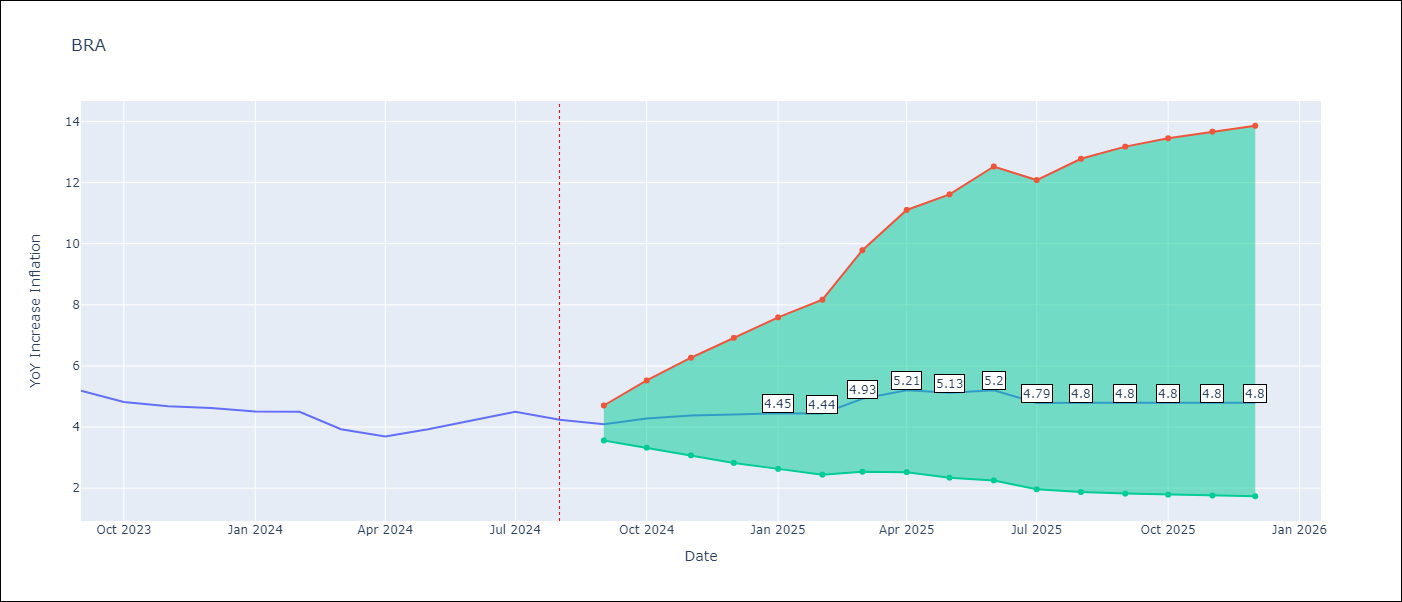 BRA
YoY Increase Inflation
14
12
10
8
6
4
2
4.45
4.44
4.93
5.21
5.13
5.2
4.79
4.8
4.8
4.8
4.8
4.8
Oct 2023
Jan 2024
Apr 2024
Jul 2024
Oct 2024
Jan 2025
Apr 2025
Jul 2025
Oct 2025
Jan 2026
Date